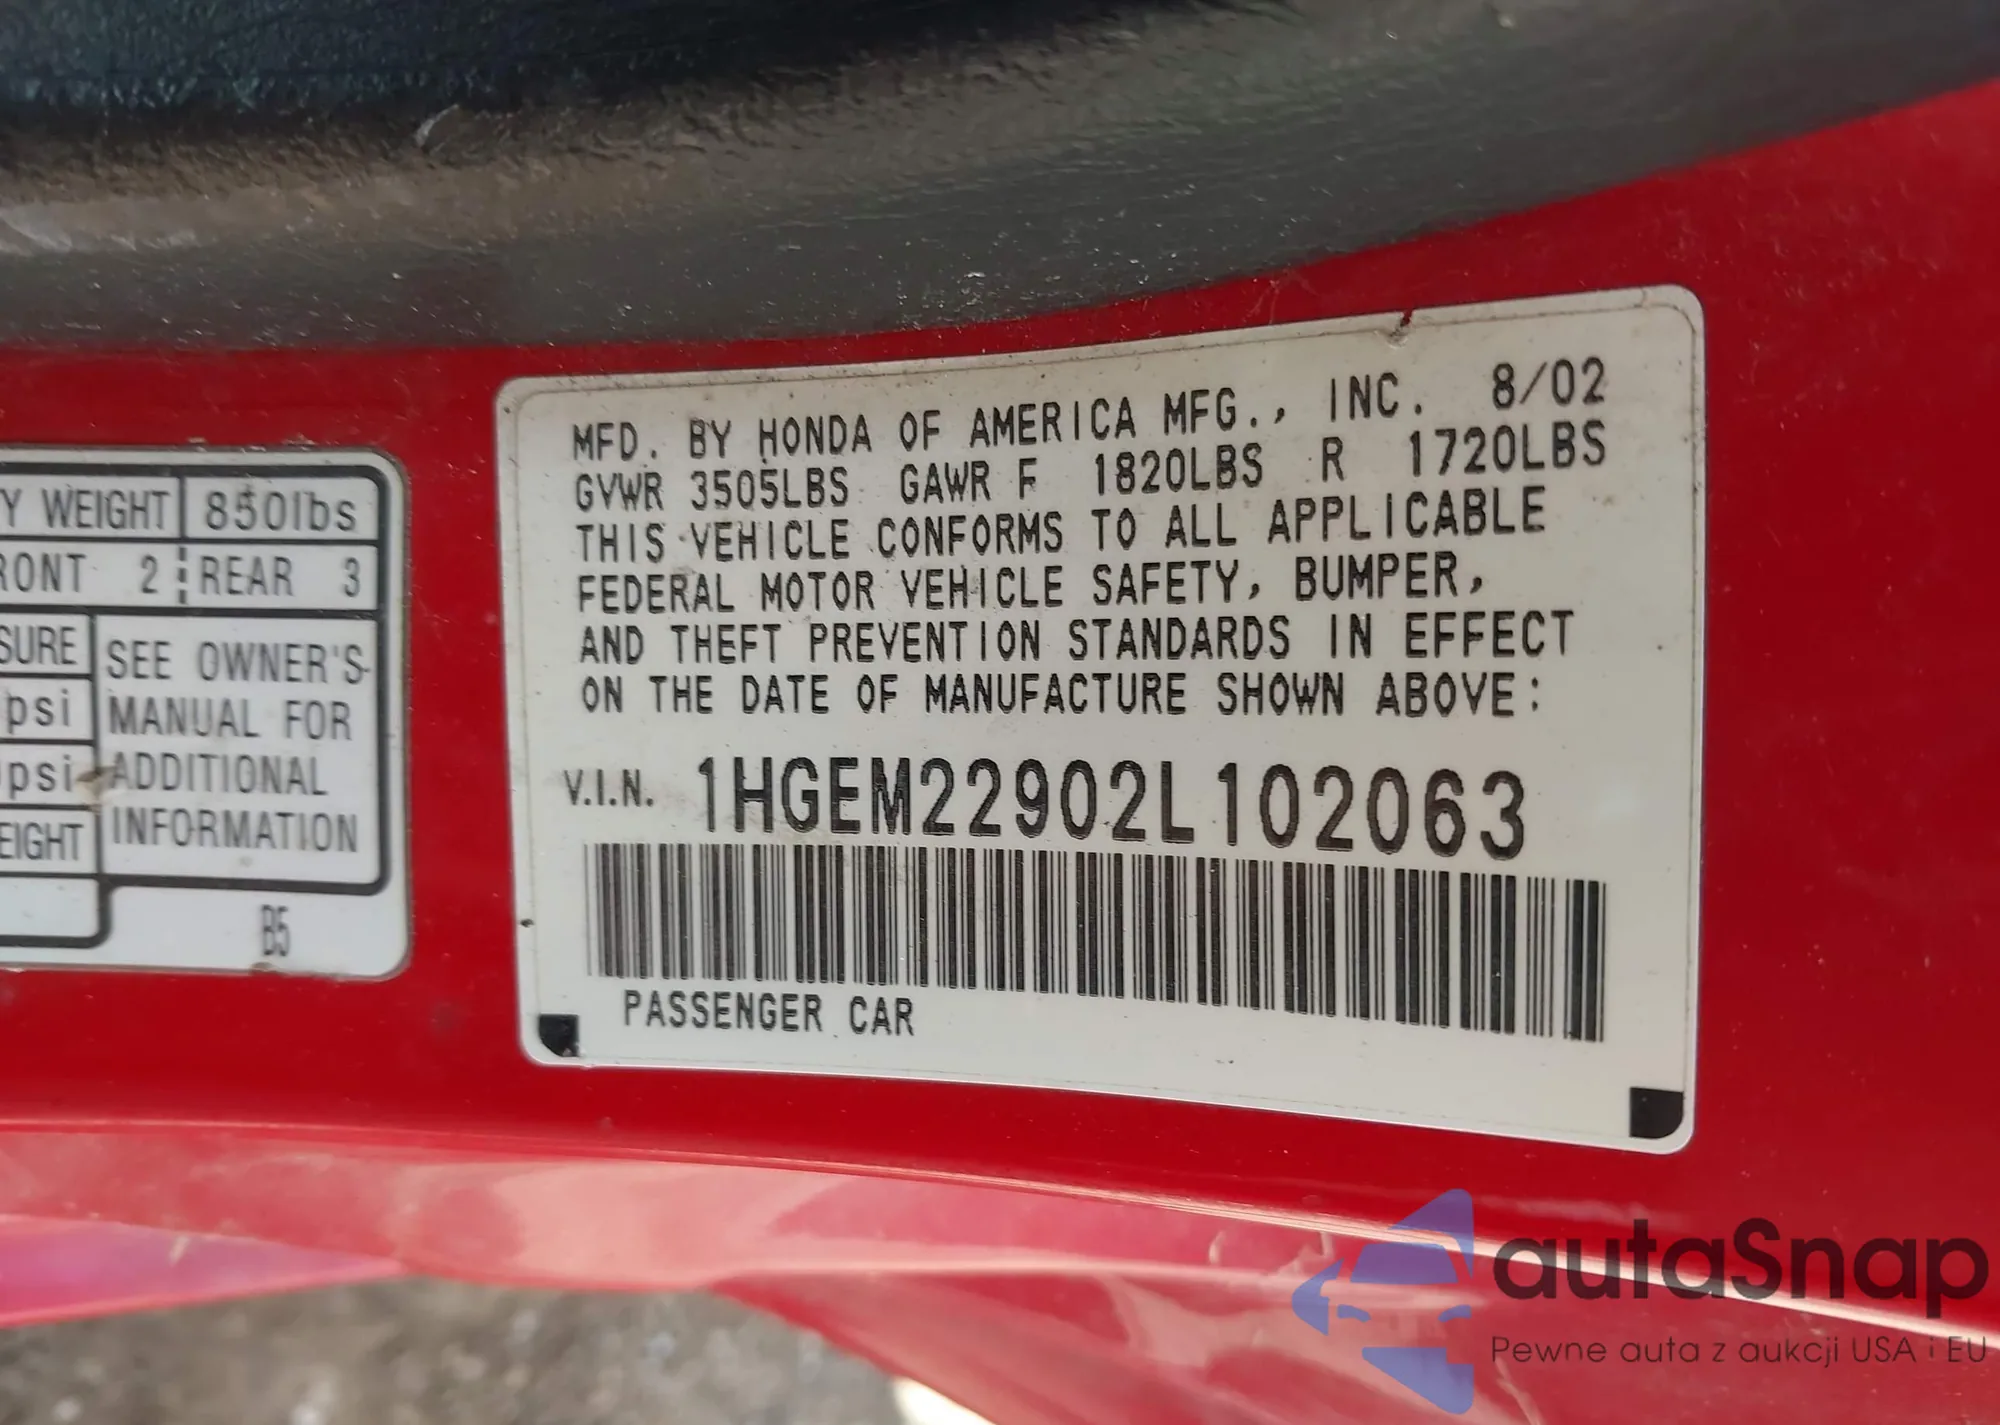 Y WEIGHT 850lbs
RONT 2 REAR 3
SURE
psi
psi
EIGHT
SEE OWNER'S
MANUAL FOR
ADDITIONAL
INFORMATION
B5
MFD. BY HONDA OF AMERICA MFG., INC. 8/02
GVWR 3505LBS GAWR F 1820LBS R 1720LBS
THIS VEHICLE CONFORMS TO ALL APPLICABLE
FEDERAL MOTOR VEHICLE SAFETY, BUMPER,
AND THEFT PREVENTION STANDARDS IN EFFECT
ON THE DATE OF MANUFACTURE SHOWN ABOVE:
V.I.N. 1HGEM22902L102063
PASSENGER CAR
autaSnap
Pewne auta z aukcji USA i EU